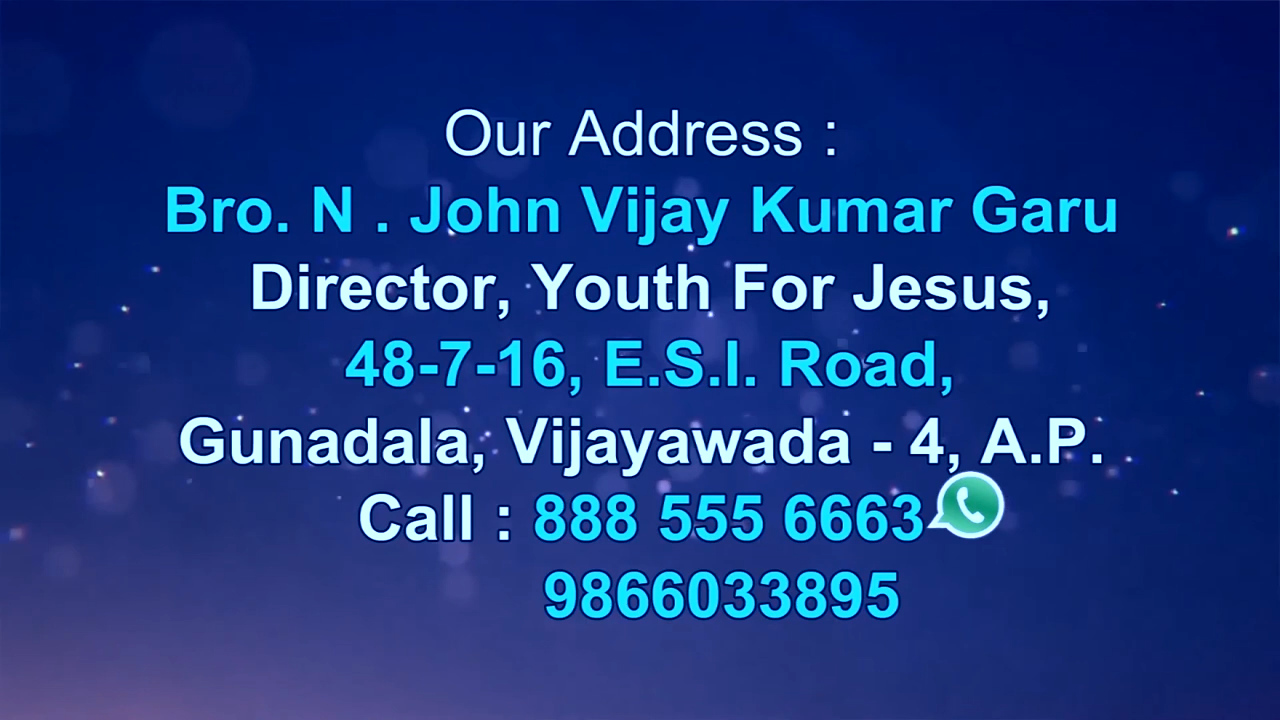 Our Address :
Bro. N . John Vijay Kumar Garu
Director, Youth For Jesus,
48-7-16, E.S.I. Road,
Gunadala, Vijayawada - 4, A.P.
Call : 888 555 6663
9866033895